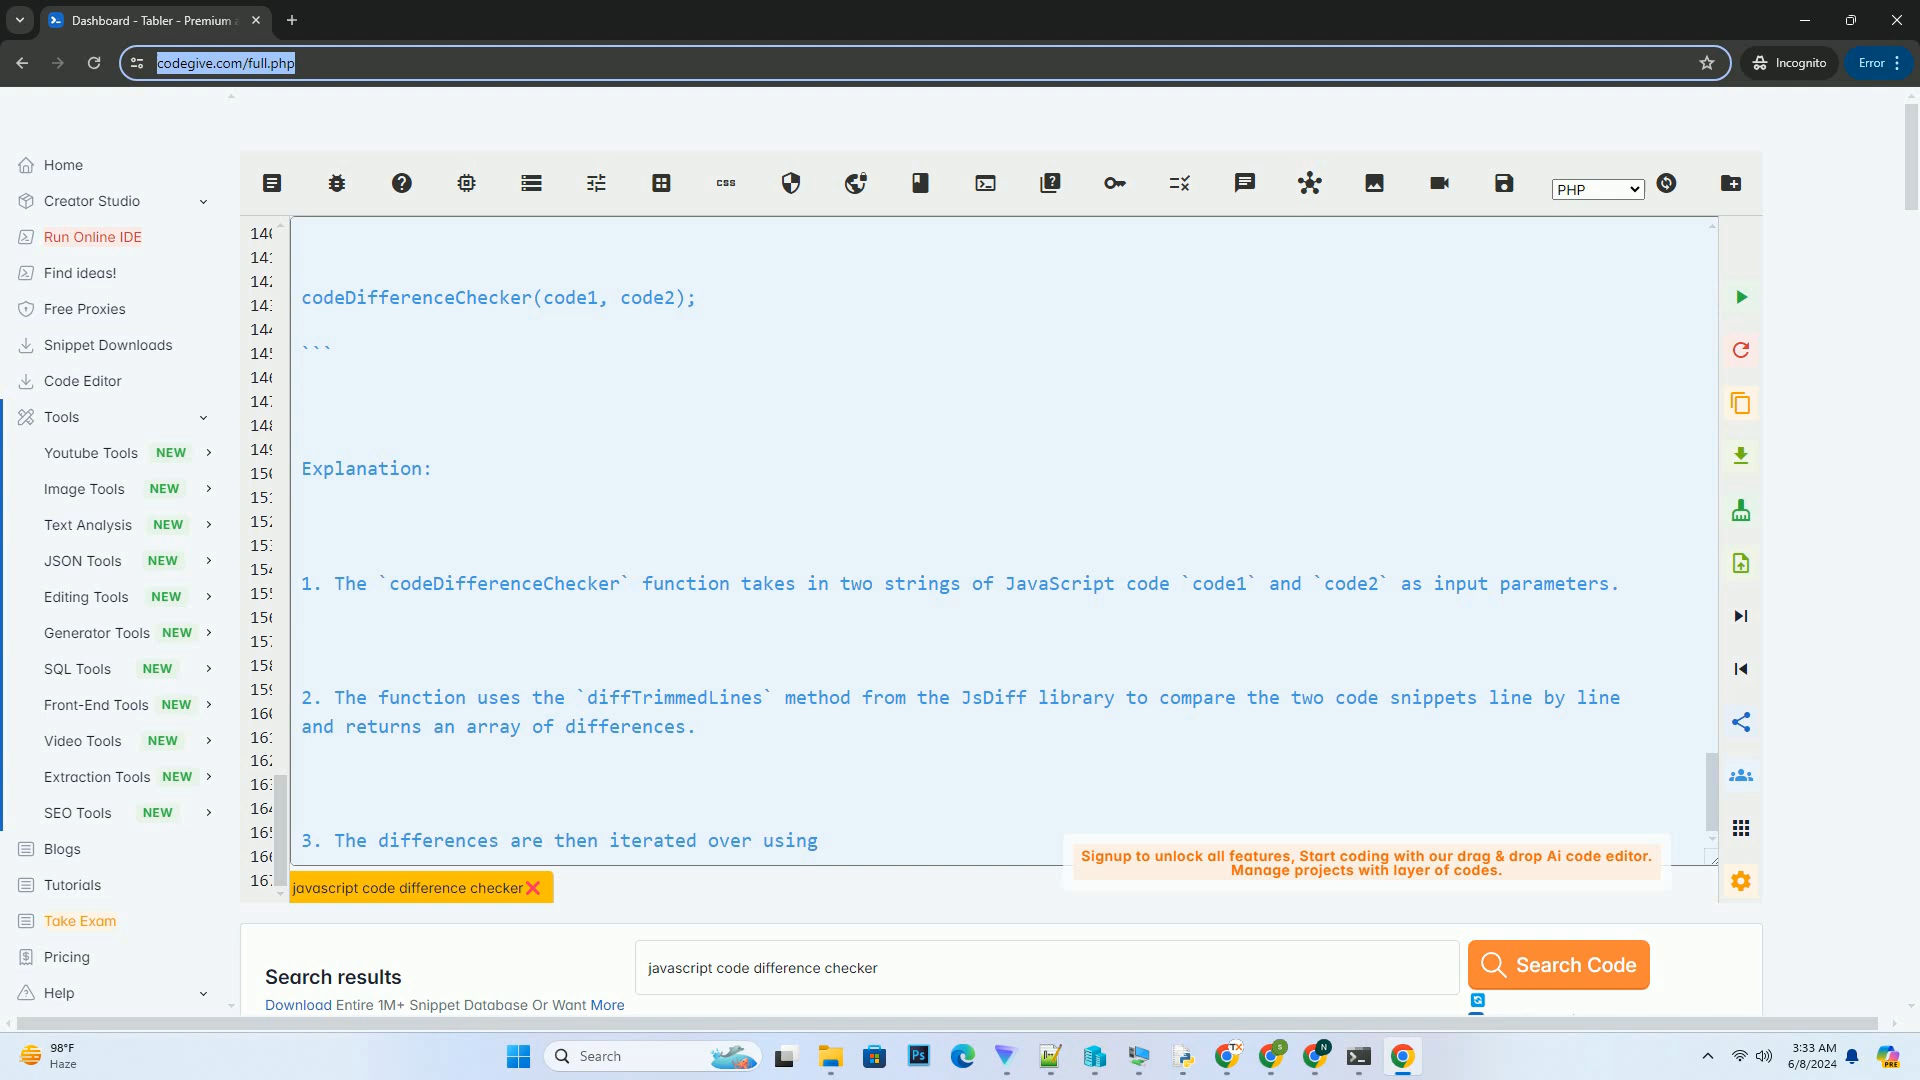 Dashboard - Tabler - Premium
codegive.com/full.php
Incognito
Error
Home
Creator Studio
Run Online IDE
Find ideas!
Free Proxies
Snippet Downloads
Code Editor
Tools
Youtube Tools NEW
Image Tools NEW
Text Analysis NEW
JSON Tools NEW
Editing Tools NEW
Generator Tools NEW
SQL Tools NEW
Front-End Tools NEW
Video Tools NEW
Extraction Tools NEW
SEO Tools NEW
Blogs
Tutorials
Take Exam
Pricing
Help
css
PHP
codeDifferenceChecker(code1, code2);
```
Explanation:
1. The `codeDifferenceChecker` function takes in two strings of JavaScript code `code1` and `code2` as input parameters.
2. The function uses the `diffTrimmedLines` method from the JsDiff library to compare the two code snippets line by line
and returns an array of differences.
3. The differences are then iterated over using
Signup to unlock all features, Start coding with our drag & drop Ai code editor.
Manage projects with layer of codes.
javascript code difference checker
Search results
Download Entire 1M+ Snippet Database Or Want More
javascript code difference checker
Search Code
98°F
Haze
Search
3:33 AM
6/8/2024